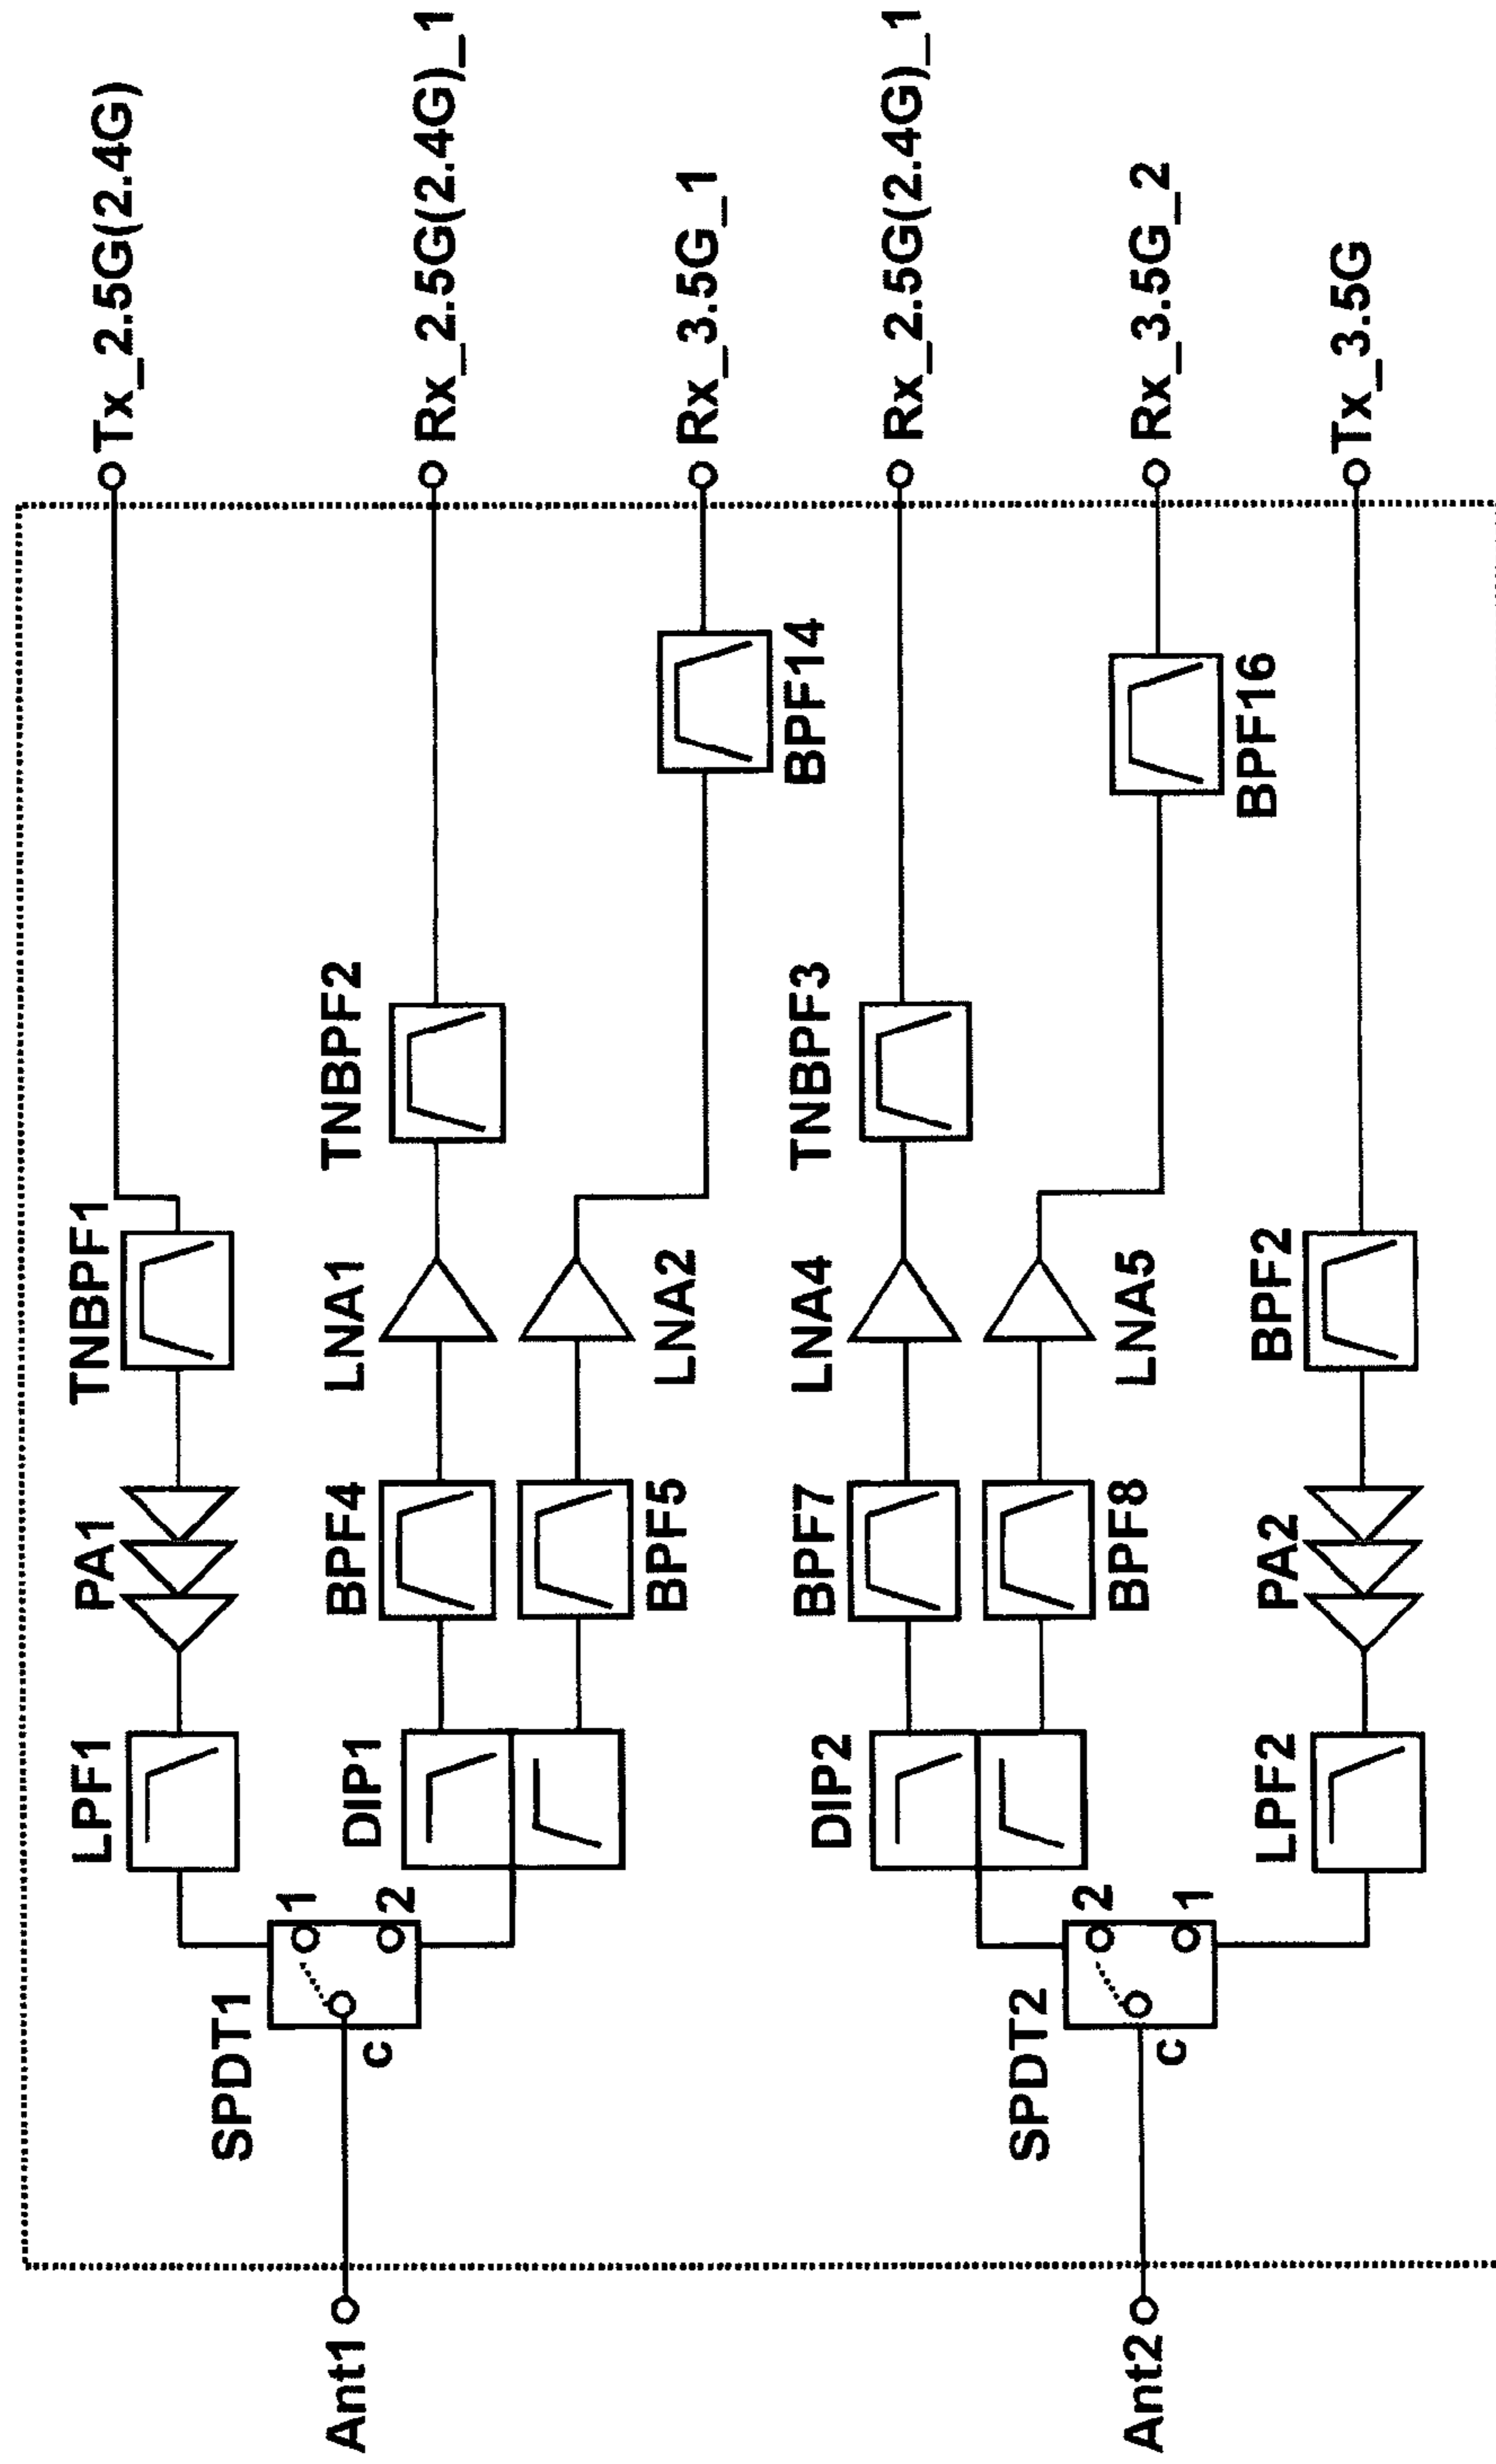 Tx_2.5G(2.4G)
TNBPF1
PA1
LPF1
TNBPF2
Rx_2.5G(2.4G)_1
LNA1
BPF4
DIP1
1
2
SPDT1
c
Ant1
BPF5
LNA2
BPF14
Rx_3.5G_1
TNBPF3
Rx_2.5G(2.4G)_1
LNA4
BPF7
DIP2
2
1
SPDT2
c
Ant2
BPF8
LNA5
BPF16
Rx_3.5G_2
BPF2
PA2
LPF2
Tx_3.5G